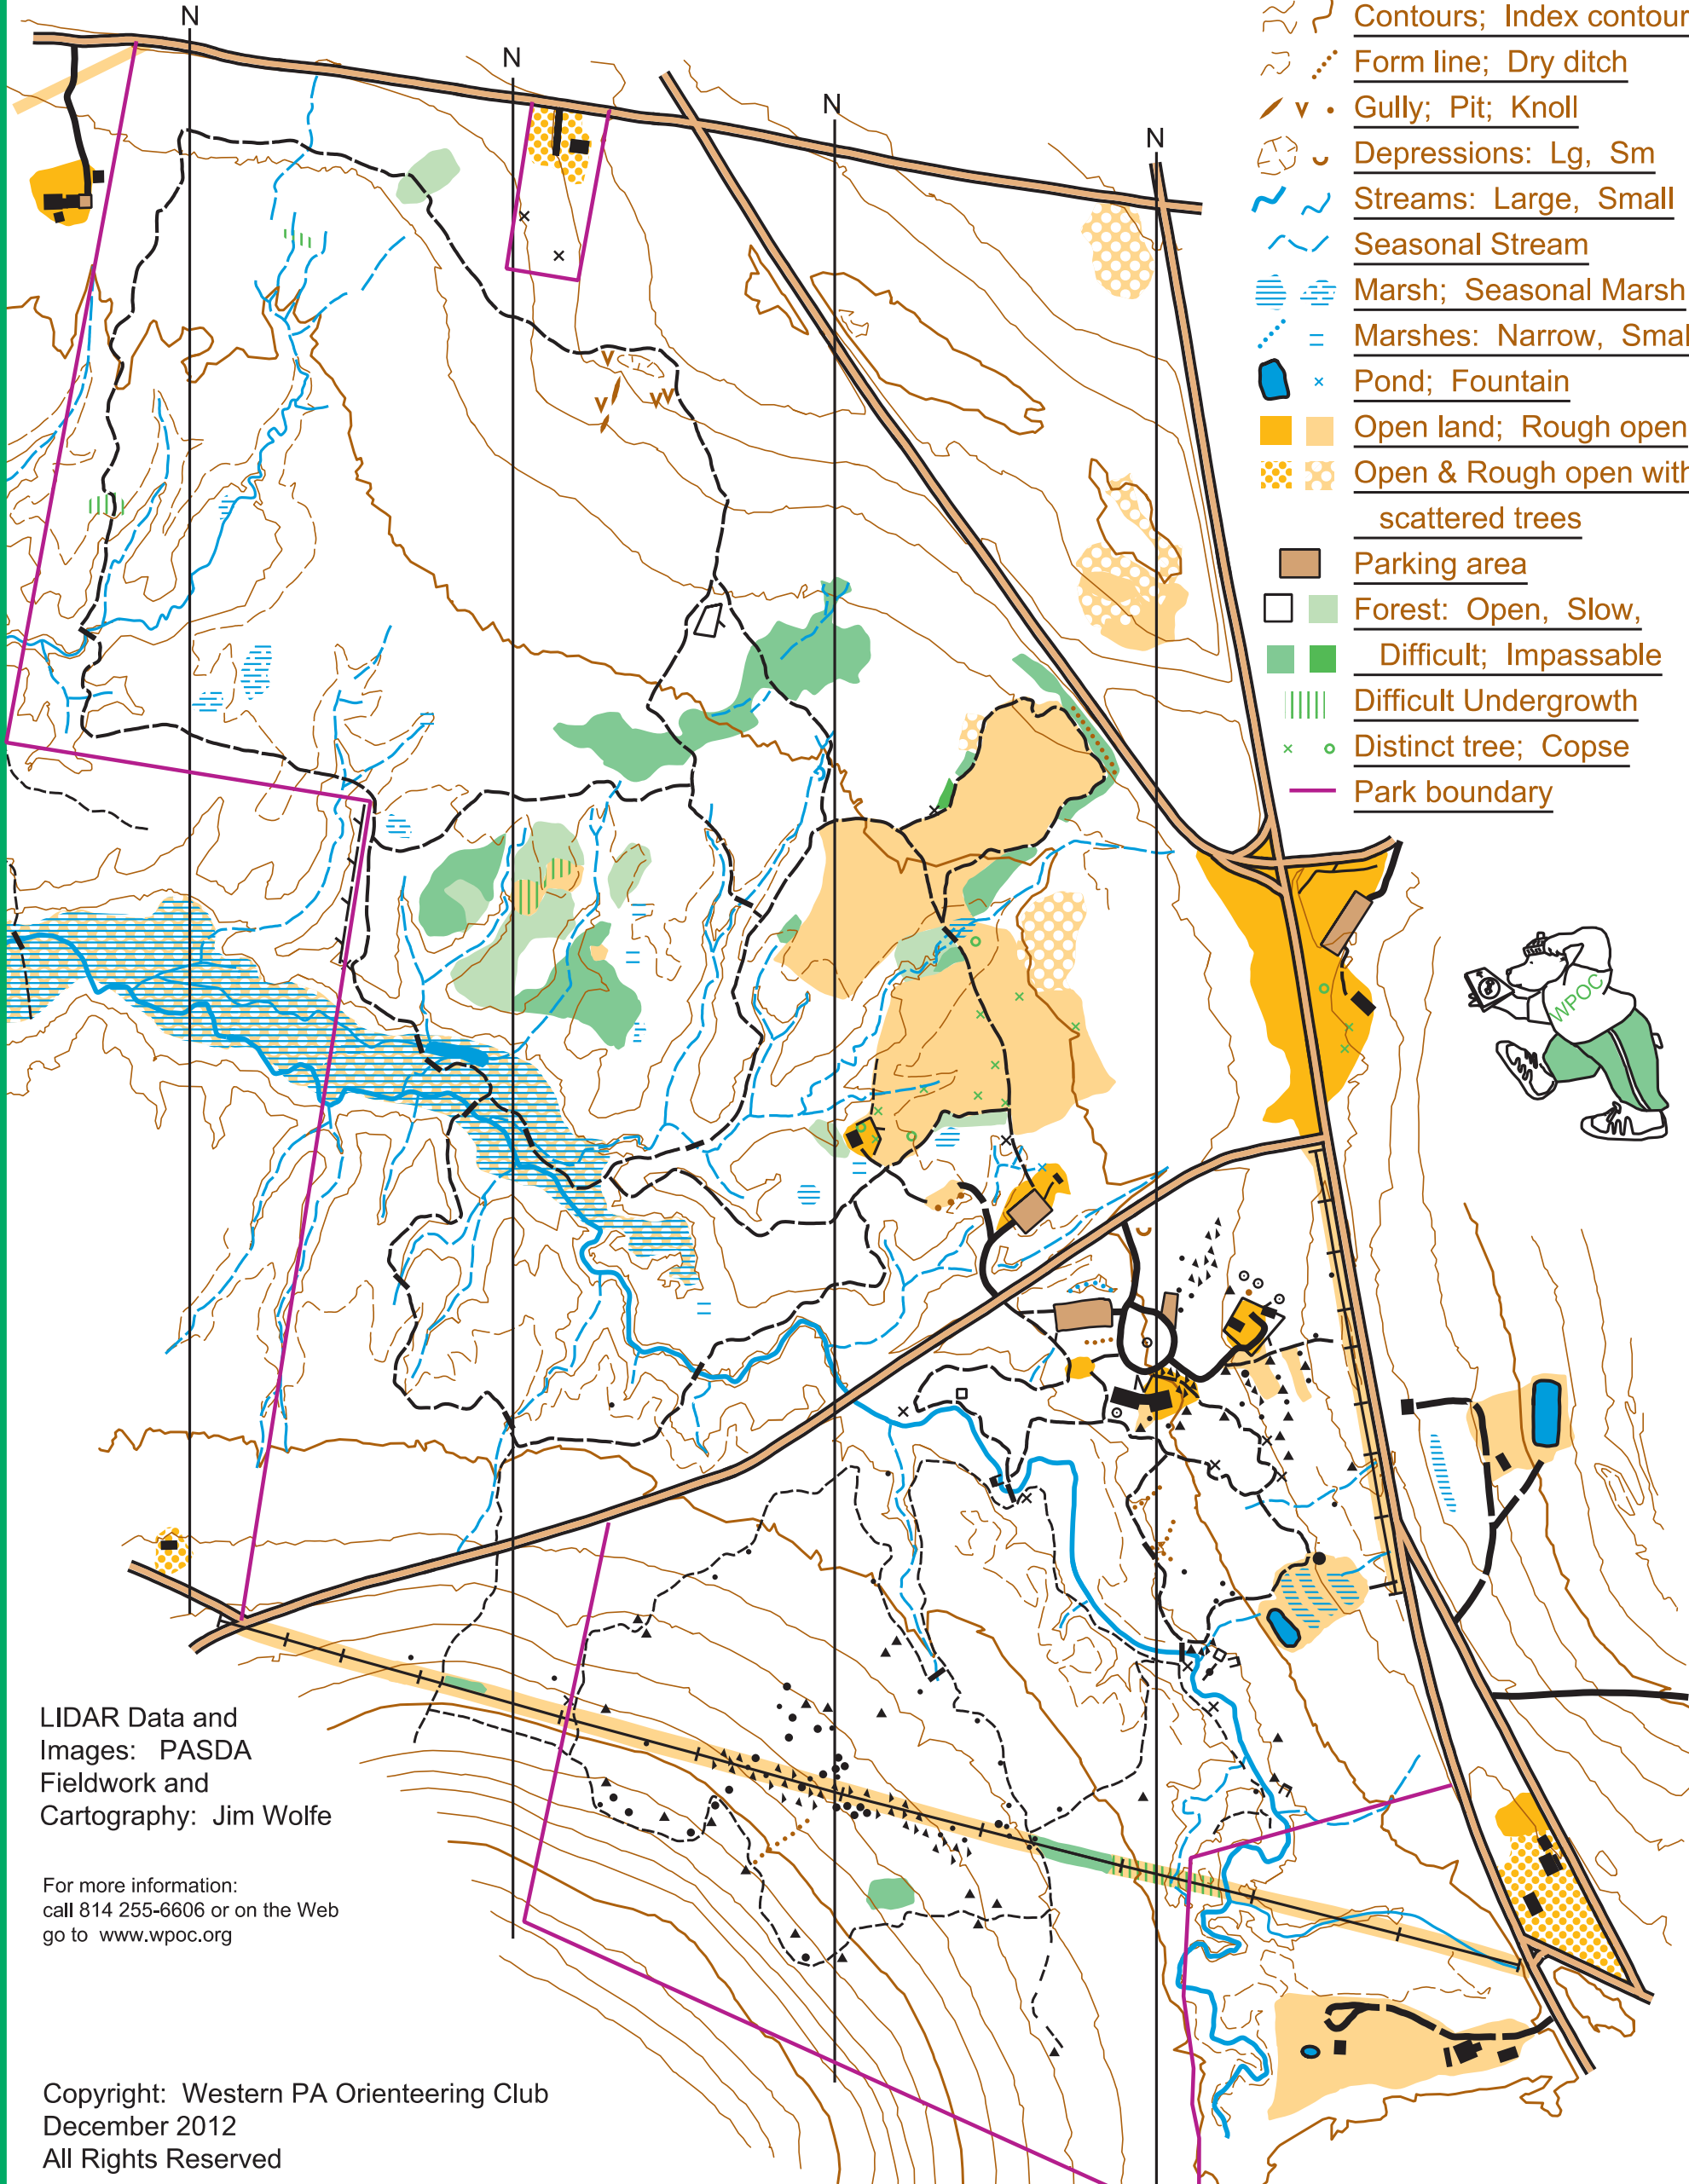 N
N
N
N
Contours; Index contour
Form line; Dry ditch
Gully; Pit; Knoll
Depressions: Lg, Sm
Streams: Large, Small
Seasonal Stream
Marsh; Seasonal Marsh
Marshes: Narrow, Smal
Pond; Fountain
Open land; Rough open
Open & Rough open with
scattered trees
Parking area
Forest: Open, Slow,
Difficult; Impassable
Difficult Undergrowth
Distinct tree; Copse
Park boundary
WPOC
LIDAR Data and
Images: PASDA
Fieldwork and
Cartography: Jim Wolfe
For more information:
call 814 255-6606 or on the Web
go to www.wpoc.org
Copyright: Western PA Orienteering Club
December 2012
All Rights Reserved